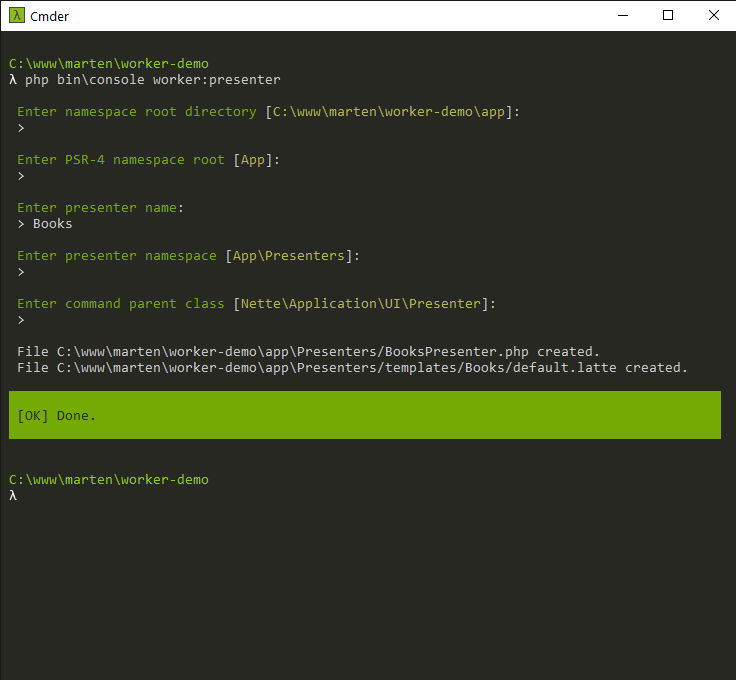 λ Cmder
C:\www\marten\worker-demo
λ php bin\console worker:presenter
Enter namespace root directory [C:\www\marten\worker-demo\app]:
>
Enter PSR-4 namespace root [App]:
>
Enter presenter name:
> Books
Enter presenter namespace [App\Presenters]:
>
Enter command parent class [Nette\Application\UI\Presenter]:
>
File C:\www\marten\worker-demo\app\Presenters/BooksPresenter.php created.
File C:\www\marten\worker-demo\app\Presenters/templates/Books/default.latte created.
[OK] Done.
C:\www\marten\worker-demo
λ